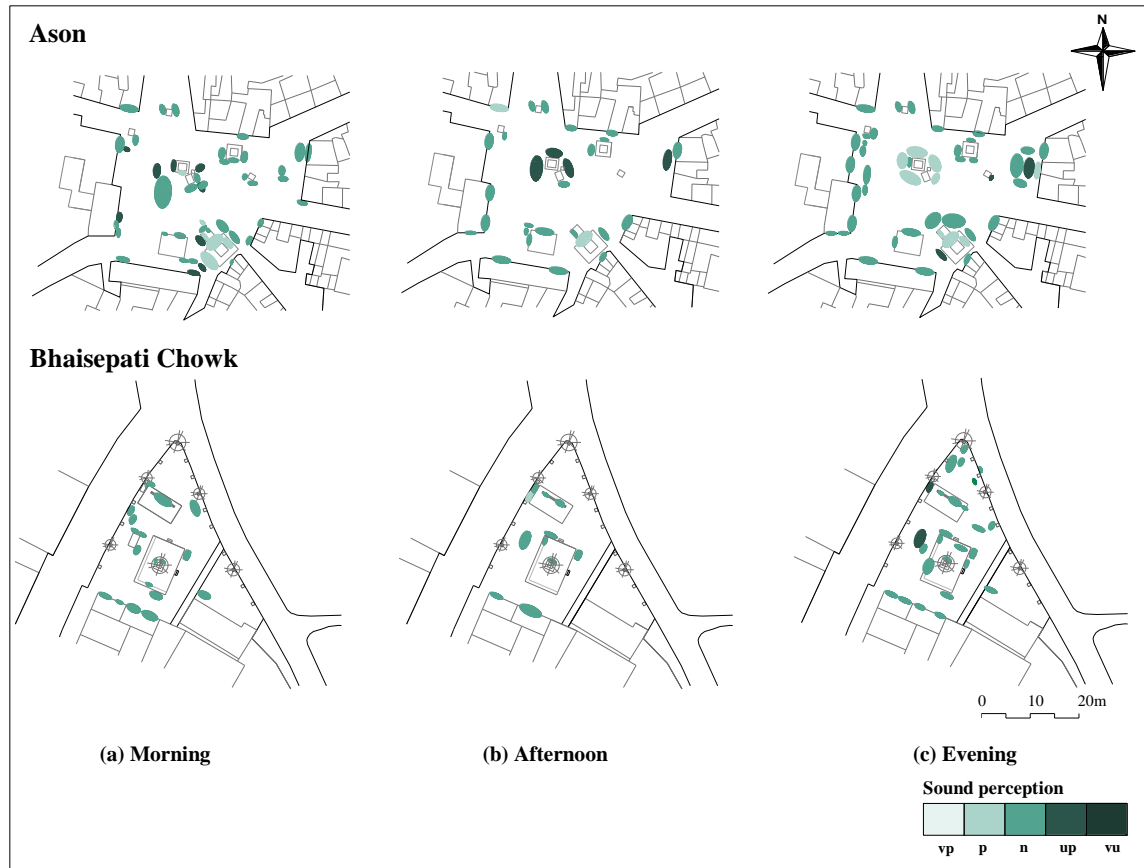 Ason
N
Bhaisepati Chowk
0 10 20m
(a) Morning
(b) Afternoon
(c) Evening
Sound perception
vp p n up vu